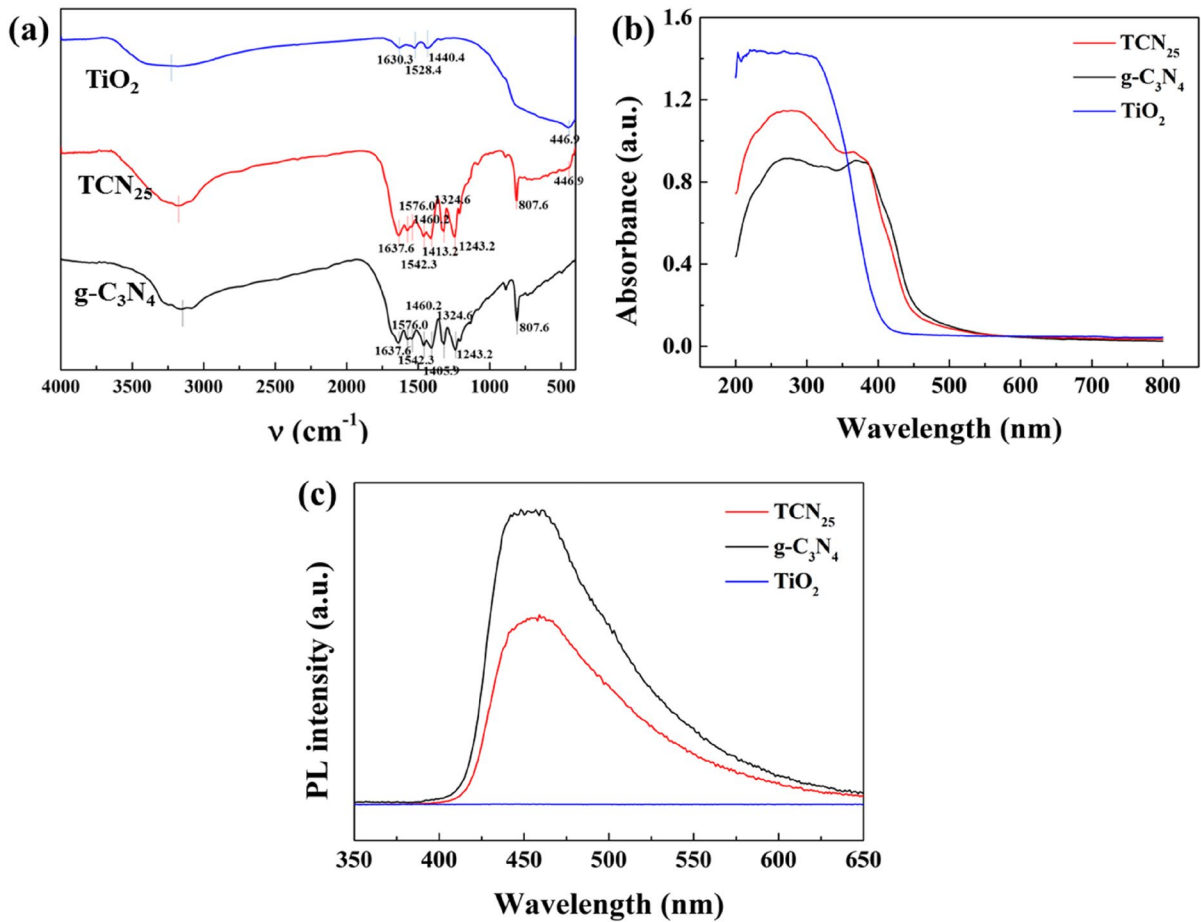 (a)
TiO2
1630.3
1528.4
1440.4
446.9
TCN25
1637.6
1576.0
1542.3
1460.2
1413.2
1324.6
1243.2
807.6
446.9
g-C3N4
1637.6
1576.0
1542.3
1460.2
1405.9
1324.6
1243.2
807.6
4000 3500 3000 2500 2000 1500 1000 500
ν (cm-1)
(b)
Absorbance (a.u.)
1.6
1.2
0.8
0.4
0.0
TCN25
g-C3N4
TiO2
200 300 400 500 600 700 800
Wavelength (nm)
(c)
PL intensity (a.u.)
TCN25
g-C3N4
TiO2
350 400 450 500 550 600 650
Wavelength (nm)